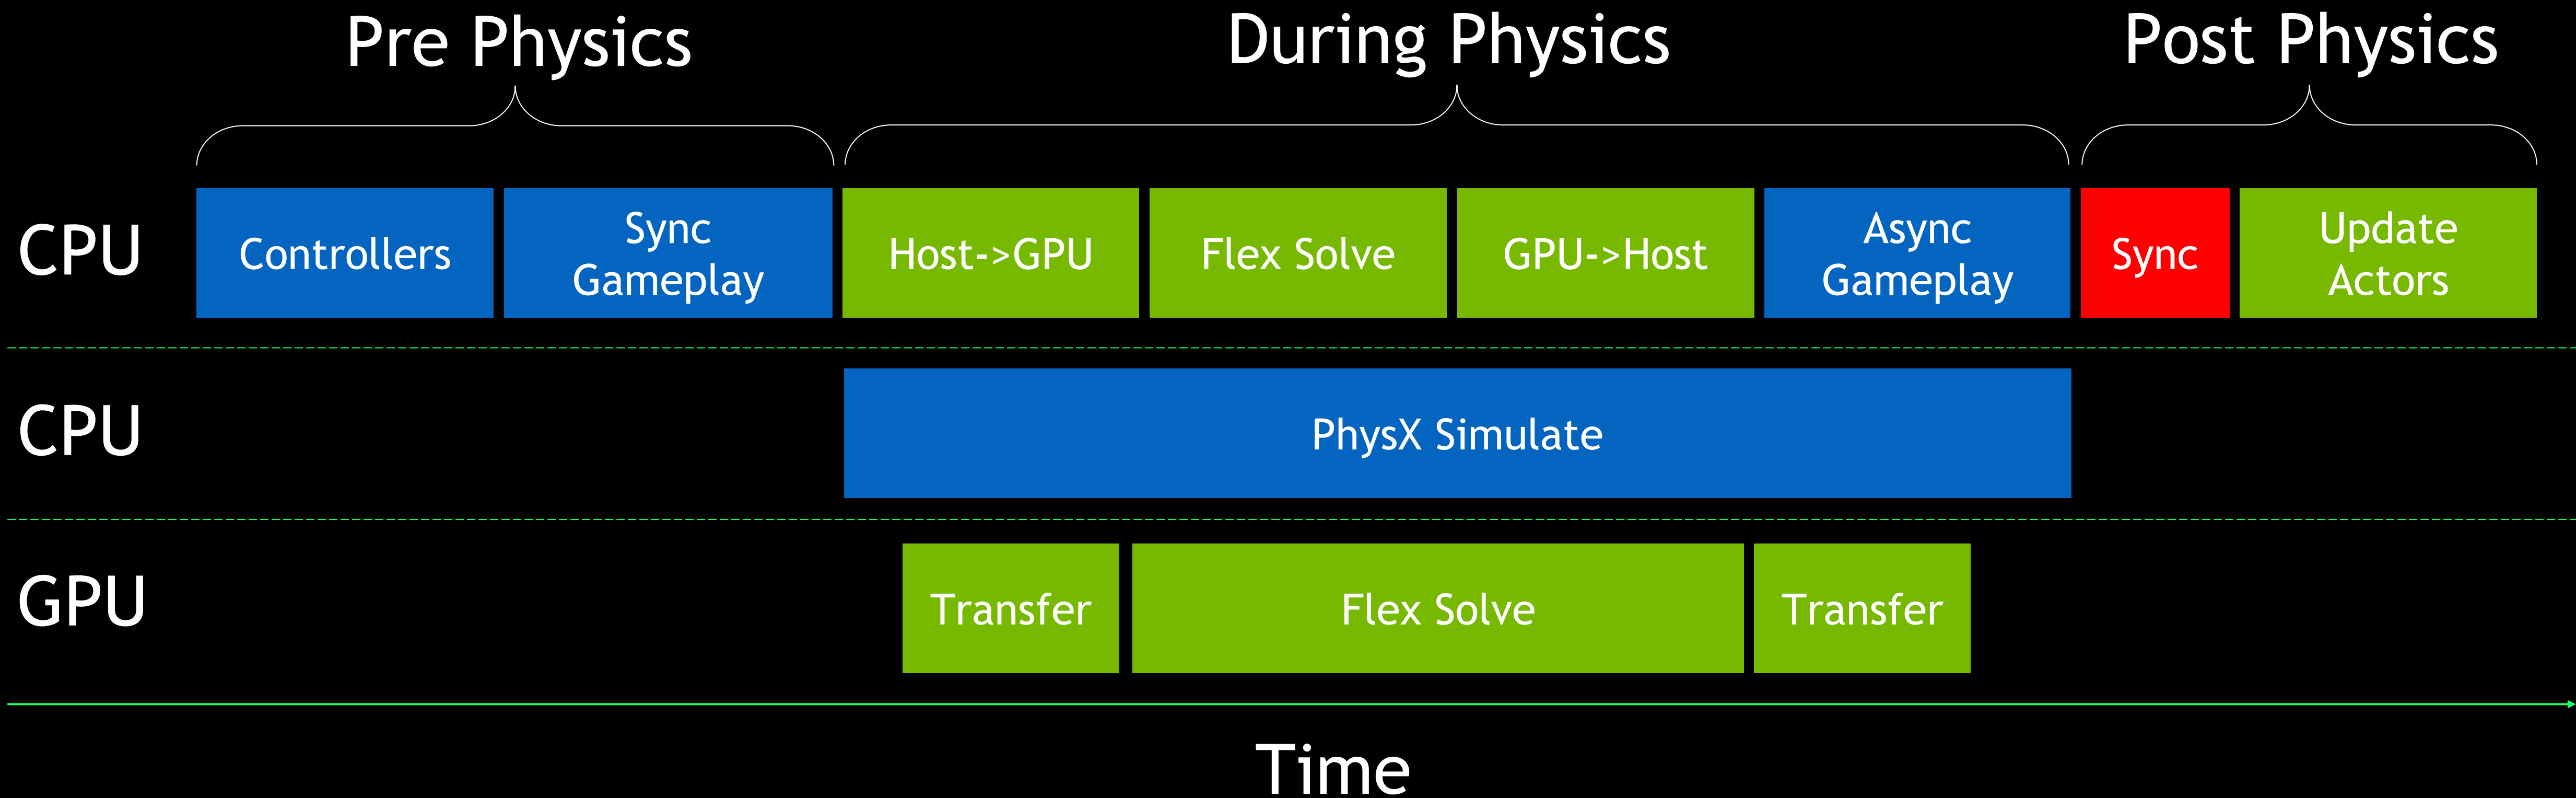 Pre Physics
During Physics
Post Physics
CPU
Controllers
Sync
Gameplay
Host->GPU
Flex Solve
GPU->Host
Async
Gameplay
Sync
Update
Actors
CPU
PhysX Simulate
GPU
Transfer
Flex Solve
Transfer
Time